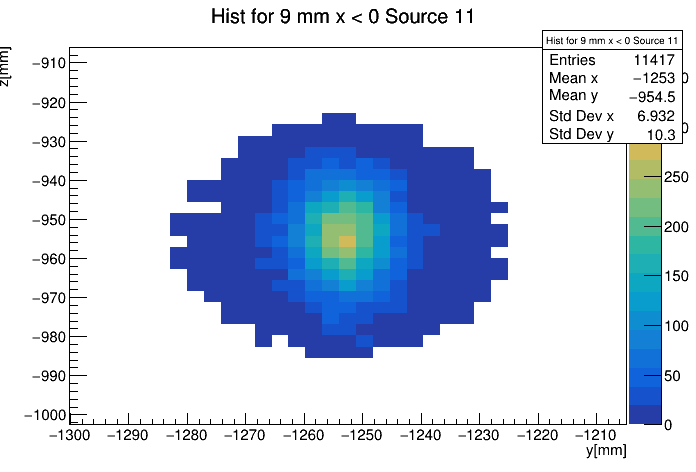 Hist for 9 mm x < 0 Source 11
z[mm]
Hist for 9 mm x < 0 Source 11
Entries 11417
Mean x −1253
Mean y −954.5
Std Dev x 6.932
Std Dev y 10.3
−910
−920
−930
−940
−950
−960
−970
−980
−990
−1000
250
200
150
100
50
0
−1300 −1290 −1280 −1270 −1260 −1250 −1240 −1230 −1220 −1210
y[mm]